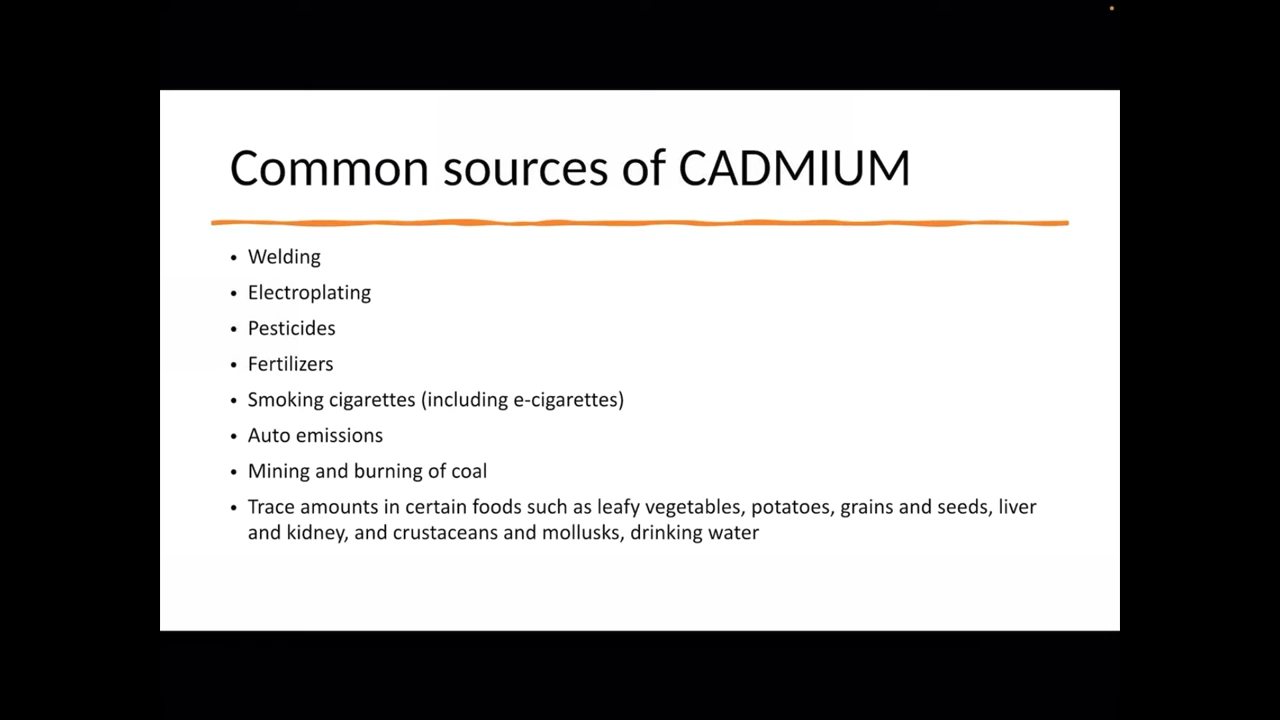 Common sources of CADMIUM
• Welding
• Electroplating
• Pesticides
• Fertilizers
• Smoking cigarettes (including e-cigarettes)
• Auto emissions
• Mining and burning of coal
• Trace amounts in certain foods such as leafy vegetables, potatoes, grains and seeds, liver
and kidney, and crustaceans and mollusks, drinking water